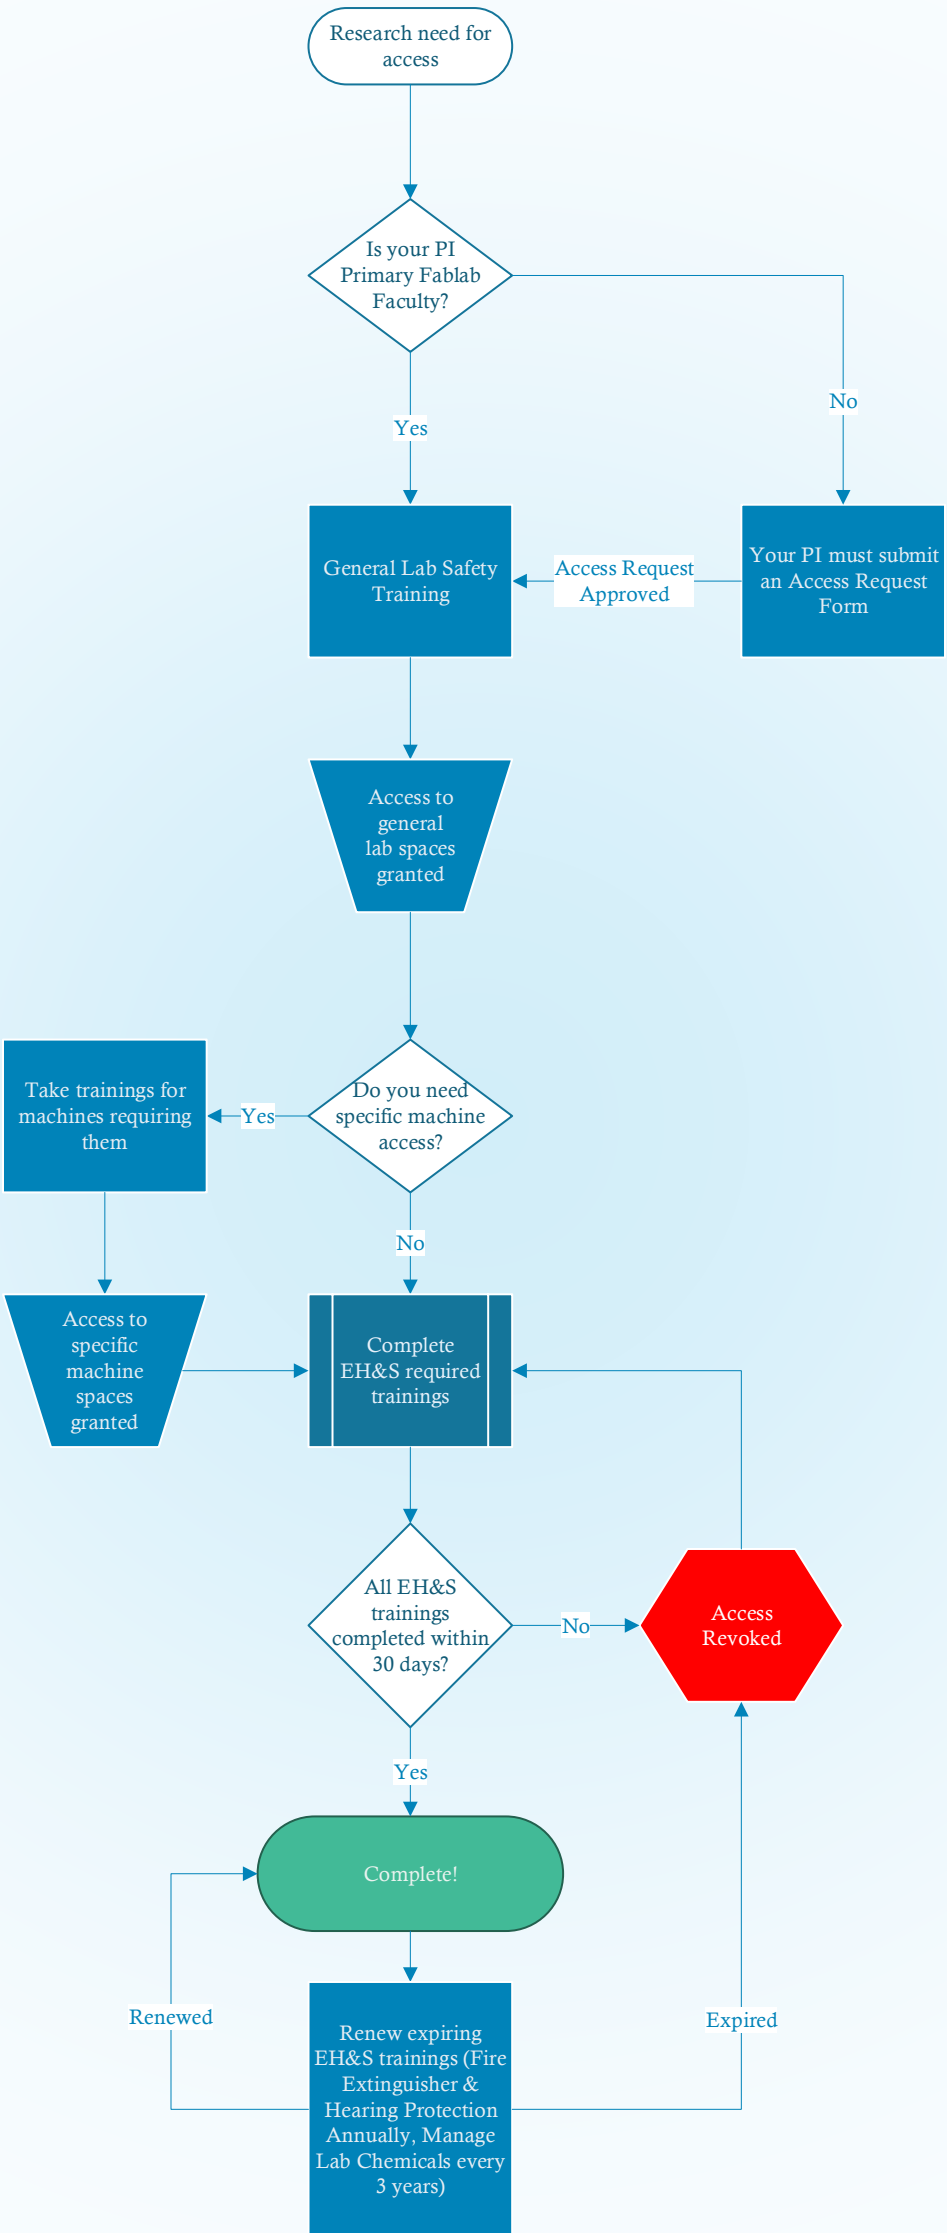 Research need for
access
Is your PI
Primary Fablab
Faculty?
No
Yes
General Lab Safety
Training
Access Request
Approved
Your PI must submit
an Access Request
Form
Access to
general
lab spaces
granted
Do you need
specific machine
access?
Yes
Take trainings for
machines requiring
them
No
Access to
specific
machine
spaces
granted
Complete
EH&S required
trainings
All EH&S
trainings
completed within
30 days?
No
Access
Revoked
Yes
Complete!
Renewed
Expired
Renew expiring
EH&S trainings (Fire
Extinguisher &
Hearing Protection
Annually, Manage
Lab Chemicals every
3 years)